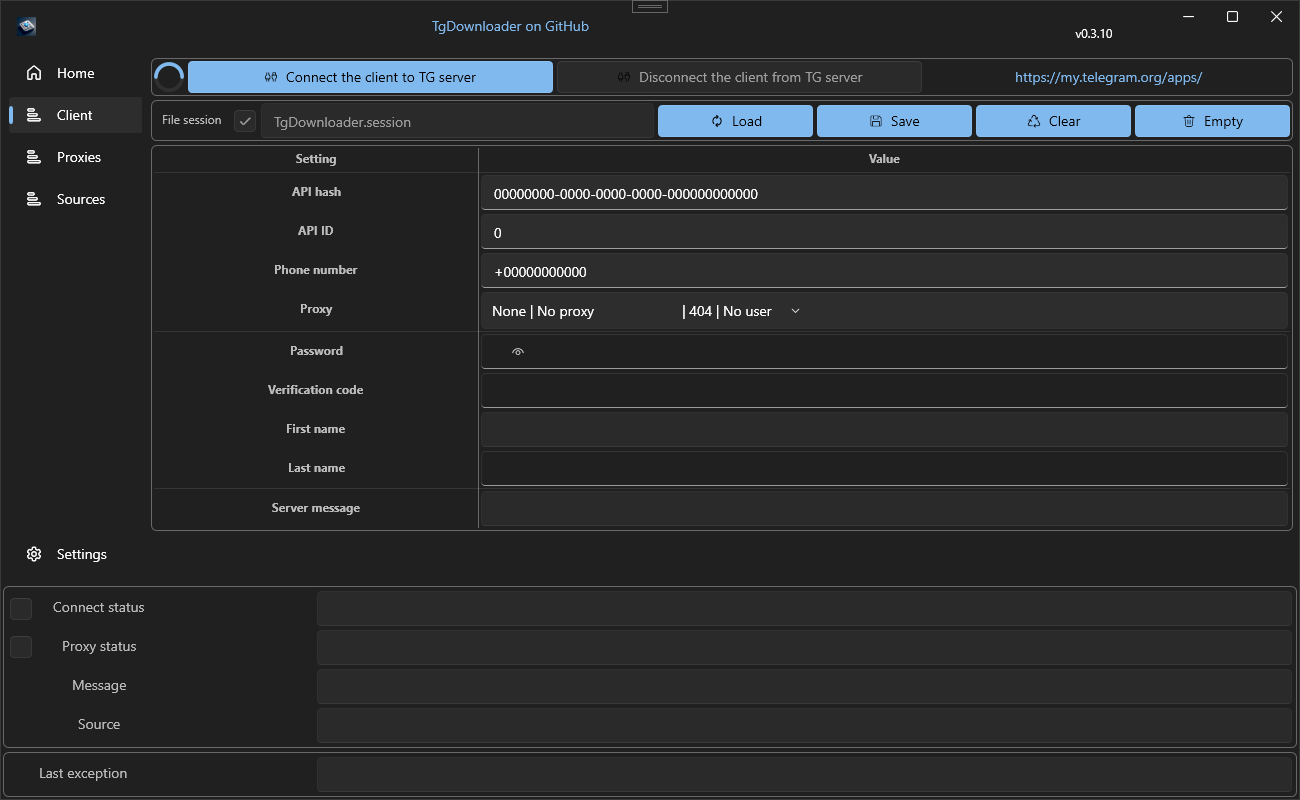 TgDownloader on GitHub
v0.3.10
Home
Client
Proxies
Sources
Connect the client to TG server
Disconnect the client from TG server
https://my.telegram.org/apps/
File session
TgDownloader.session
Load
Save
Clear
Empty
Setting
Value
API hash
00000000-0000-0000-0000-000000000000
API ID
0
Phone number
+00000000000
Proxy
None | No proxy | 404 | No user
Password
Verification code
First name
Last name
Server message
Settings
Connect status
Proxy status
Message
Source
Last exception